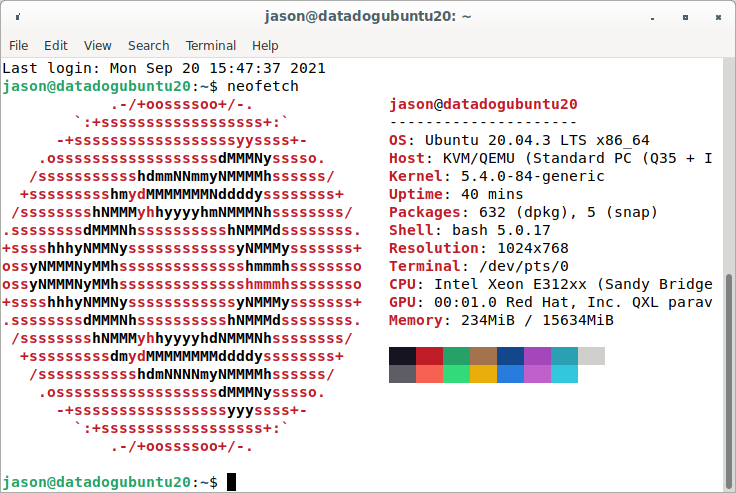 jason@datadogubuntu20: ~
File Edit View Search Terminal Help
Last login: Mon Sep 20 15:47:37 2021
jason@datadogubuntu20:~$ neofetch
            .-/+oossssoo+/-.               jason@datadogubuntu20
        `:+ssssssssssssssssss+:`           ---------------------
      -+ssssssssssssssssssyyssss+-         OS: Ubuntu 20.04.3 LTS x86_64
    .ossssssssssssssssssdMMMNysssso.       Host: KVM/QEMU (Standard PC (Q35 + I
   /ssssssssssshdmmNNmmyNMMMMhssssss/      Kernel: 5.4.0-84-generic
  +ssssssssshmydMMMMMMMNddddyssssssss+     Uptime: 40 mins
 /sssssssshNMMMyhhyyyyhmNMMMNhssssssss/    Packages: 632 (dpkg), 5 (snap)
.ssssssssdMMMNhsssssssssshNMMMdssssssss.   Shell: bash 5.0.17
+sssshhhyNMMNyssssssssssssyNMMMysssssss+   Resolution: 1024x768
ossyNMMMNyMMhsssssssssssssshmmmhssssssso   Terminal: /dev/pts/0
ossyNMMMNyMMhsssssssssssssshmmmhssssssso   CPU: Intel Xeon E312xx (Sandy Bridge
+sssshhhyNMMNyssssssssssssyNMMMysssssss+   GPU: 00:01.0 Red Hat, Inc. QXL parav
.ssssssssdMMMNhsssssssssshNMMMdssssssss.   Memory: 234MiB / 15634MiB
 /sssssssshNMMMyhhyyyyhdNMMMNhssssssss/
  +sssssssssdmydMMMMMMMMddddyssssssss+
   /ssssssssssshdmNNNNmyNMMMMhssssss/
    .ossssssssssssssssssdMMMNysssso.
      -+sssssssssssssssssyyyssss+-
        `:+ssssssssssssssssss+:`
            .-/+oossssoo+/-.
jason@datadogubuntu20:~$